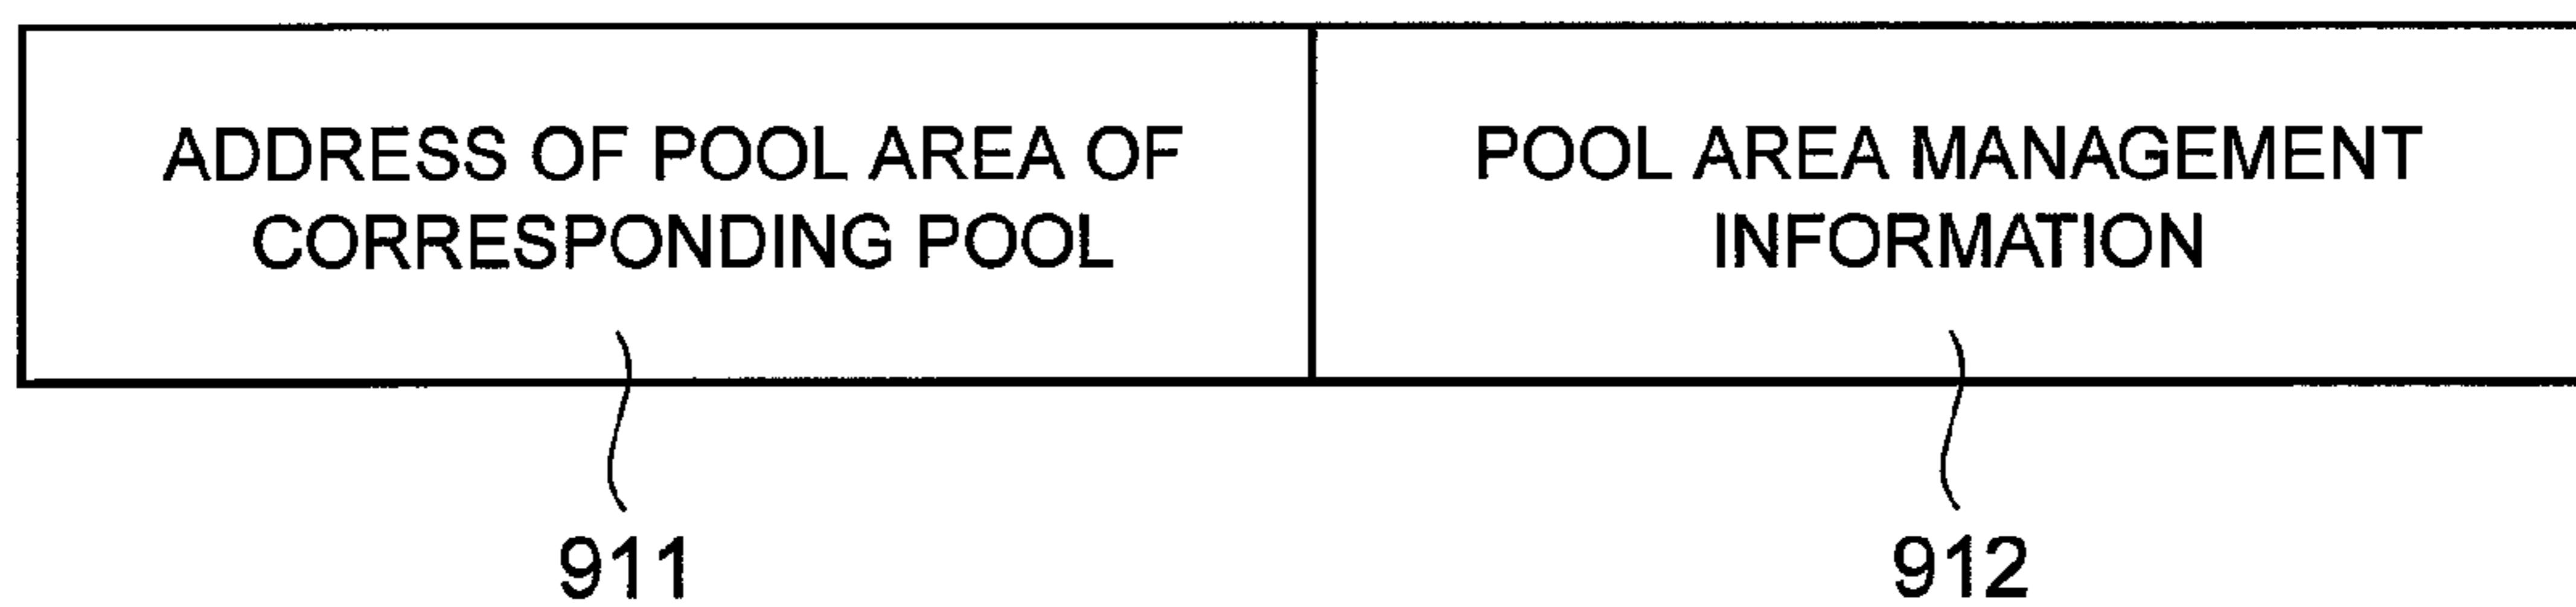 ADDRESS OF POOL AREA OF
CORRESPONDING POOL
POOL AREA MANAGEMENT
INFORMATION
911
912